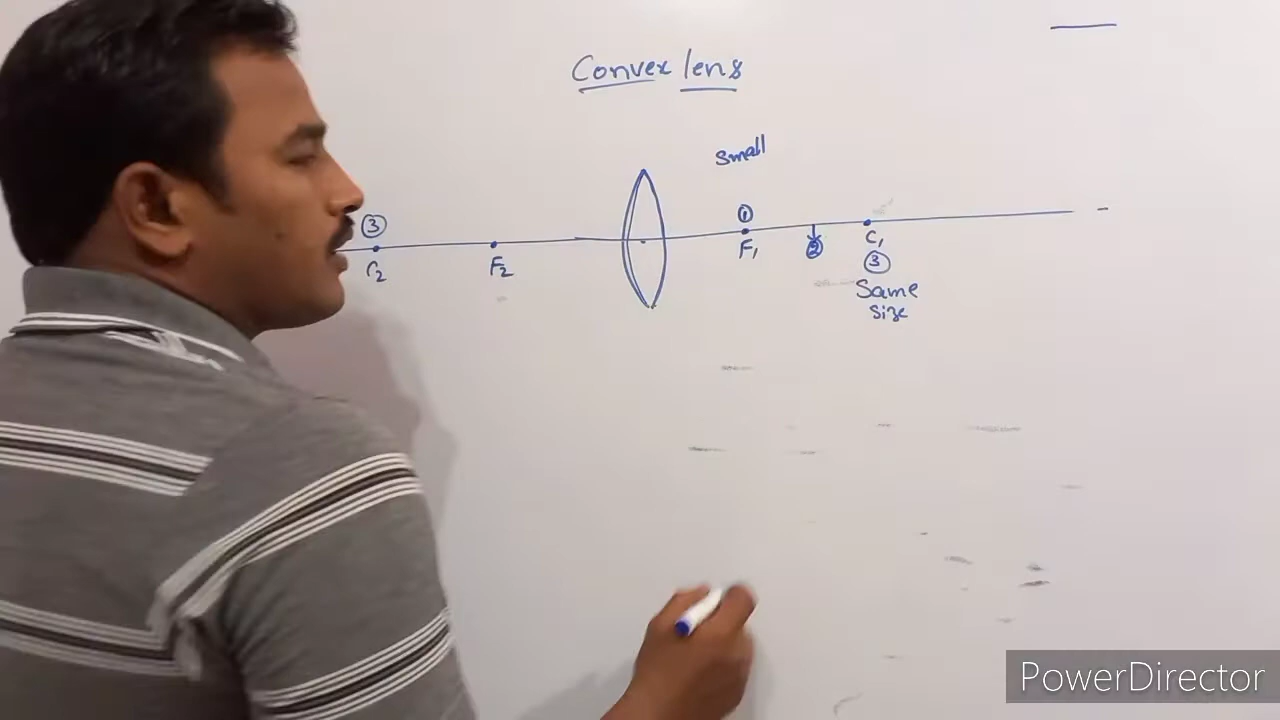 Convex lens
Small
③ ①
C₂ F₂ F₁ ② C₁
③
Same
size
PowerDirector